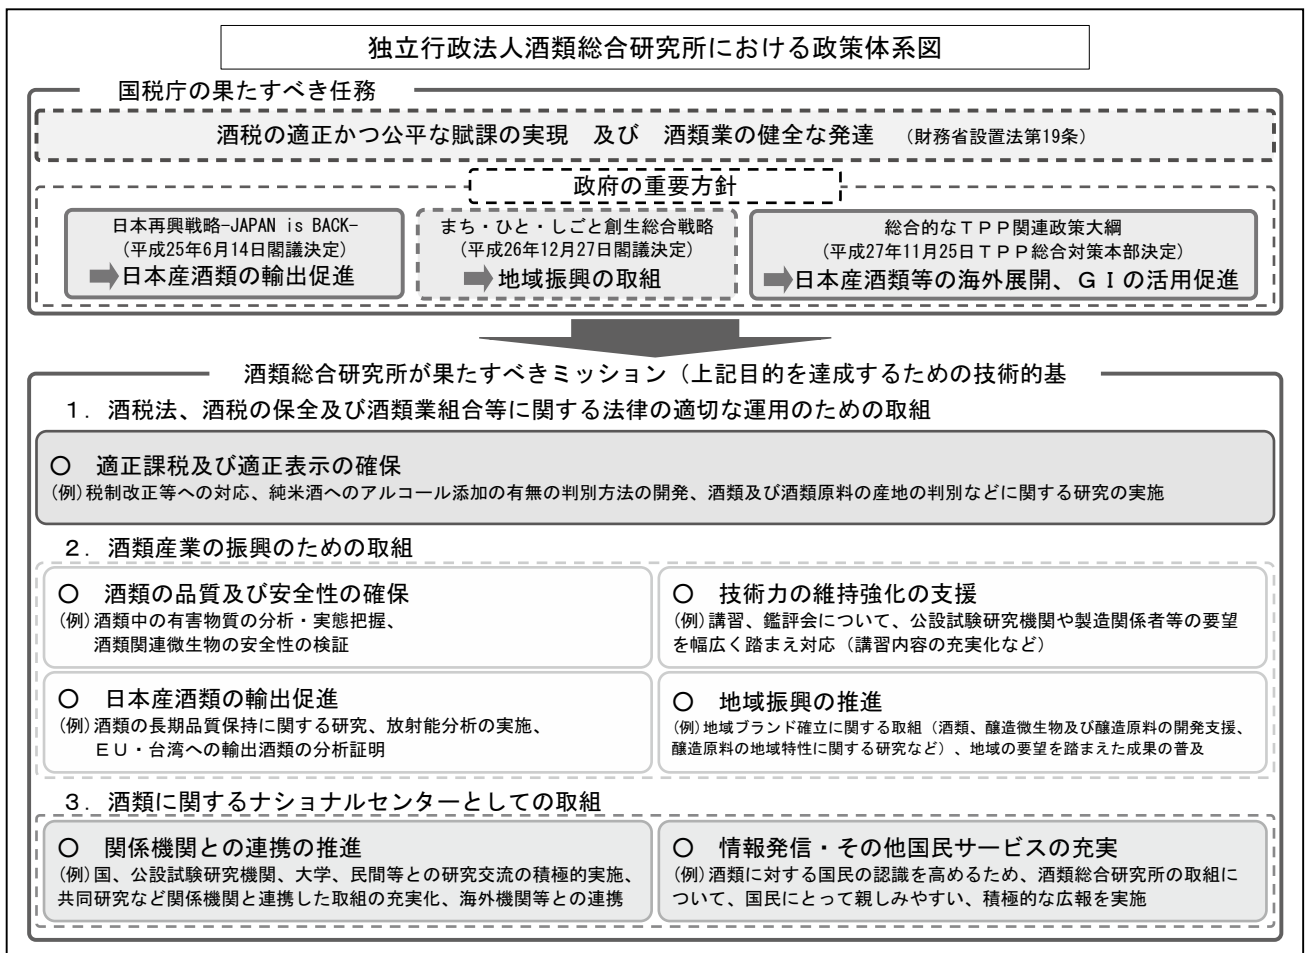 独立行政法人酒類総合研究所における政策体系図
国税庁の果たすべき任務
酒税の適正かつ公平な賦課の実現　及び　酒類業の健全な発達　（財務省設置法第19条）
政府の重要方針
日本再興戦略-JAPAN is BACK-
(平成25年6月14日閣議決定)
日本産酒類の輸出促進
まち・ひと・しごと創生総合戦略
(平成26年12月27日閣議決定)
地域振興の取組
総合的なＴＰＰ関連政策大綱
(平成27年11月25日ＴＰＰ総合対策本部決定)
日本産酒類等の海外展開、ＧＩの活用促進
酒類総合研究所が果たすべきミッション（上記目的を達成するための技術的基
１．酒税法、酒税の保全及び酒類業組合等に関する法律の適切な運用のための取組
○　適正課税及び適正表示の確保
(例)税制改正等への対応、純米酒へのアルコール添加の有無の判別方法の開発、酒類及び酒類原料の産地の判別などに関する研究の実施
２．酒類産業の振興のための取組
○　酒類の品質及び安全性の確保
(例)酒類中の有害物質の分析・実態把握、
酒類関連微生物の安全性の検証
○　技術力の維持強化の支援
(例)講習、鑑評会について、公設試験研究機関や製造関係者等の要望
を幅広く踏まえ対応（講習内容の充実化など）
○　日本産酒類の輸出促進
(例)酒類の長期品質保持に関する研究、放射能分析の実施、
ＥＵ・台湾への輸出酒類の分析証明
○　地域振興の推進
(例)地域ブランド確立に関する取組（酒類、醸造微生物及び醸造原料の開発支援、
醸造原料の地域特性に関する研究など）、地域の要望を踏まえた成果の普及
３．酒類に関するナショナルセンターとしての取組
○　関係機関との連携の推進
(例)国、公設試験研究機関、大学、民間等との研究交流の積極的実施、
共同研究など関係機関と連携した取組の充実化、海外機関等との連携
○　情報発信・その他国民サービスの充実
(例)酒類に対する国民の認識を高めるため、酒類総合研究所の取組に
ついて、国民にとって親しみやすい、積極的な広報を実施